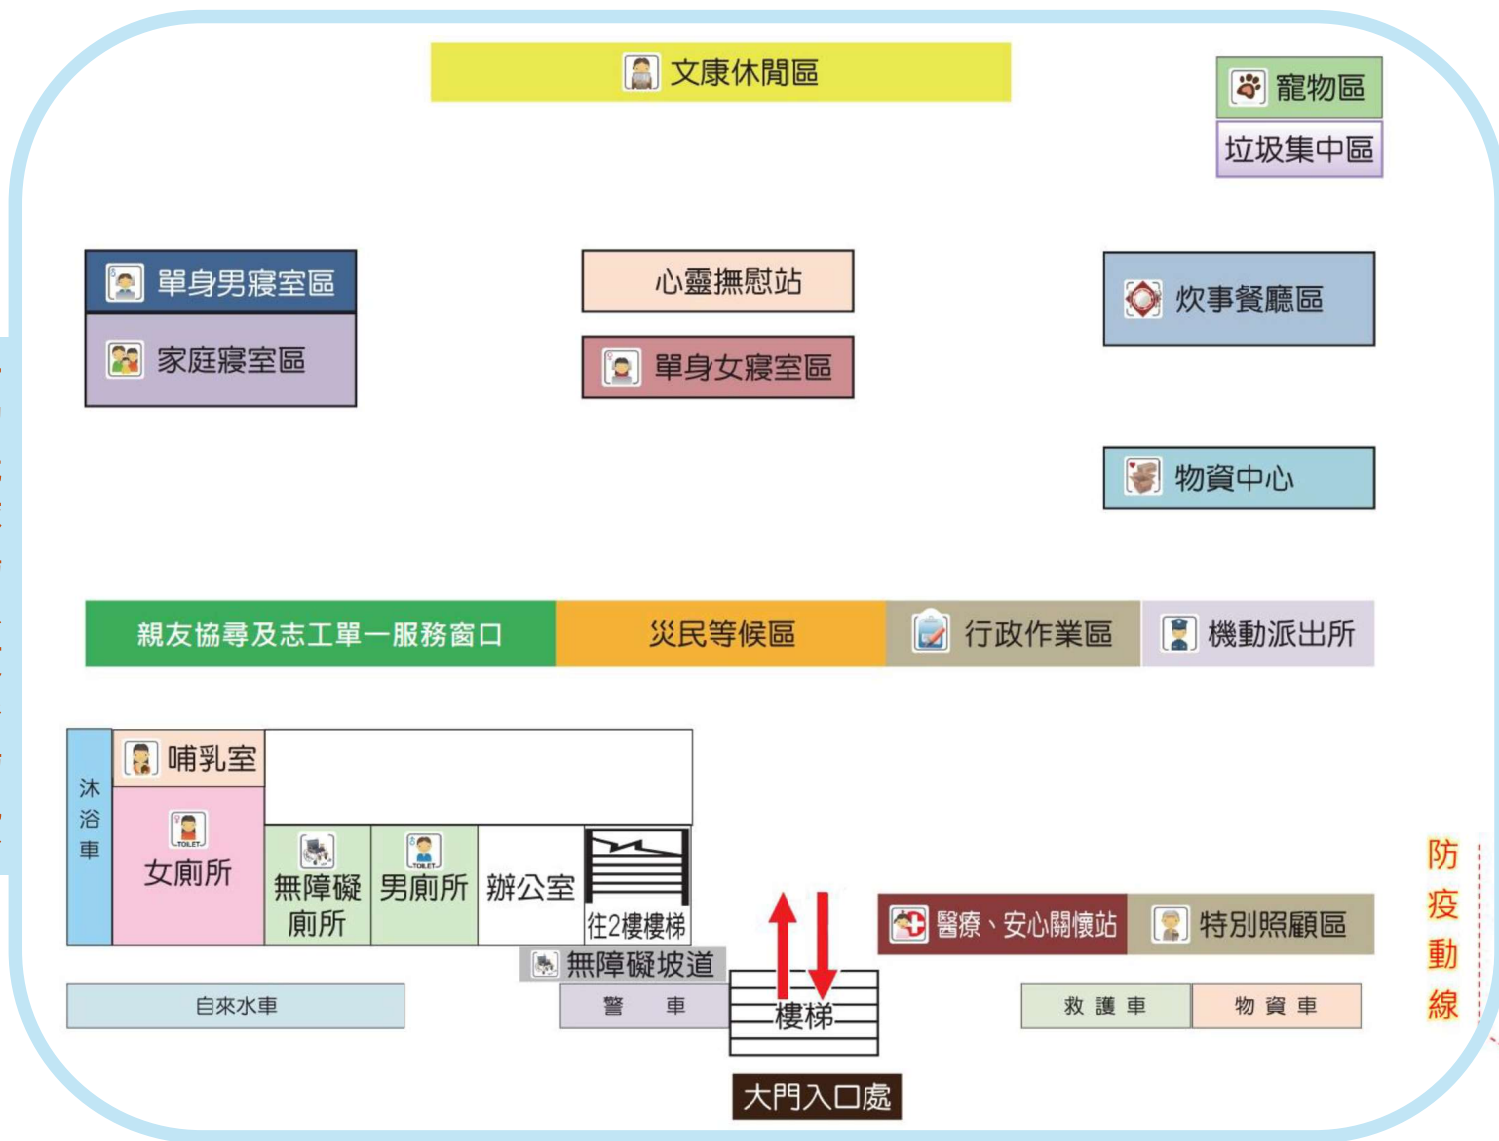 文康休閒區
寵物區
垃圾集中區
單身男寢室區
心靈撫慰站
炊事餐廳區
家庭寢室區
單身女寢室區
物資中心
親友協尋及志工單一服務窗口
災民等候區
行政作業區
機動派出所
沐浴車
哺乳室
TOILET
女廁所
無障礙
廁所
TOILET
男廁所
辦公室
往2樓樓梯
無障礙坡道
醫療、安心關懷站
特別照顧區
防疫動線
自來水車
警 車
樓梯
救護車
物資車
大門入口處